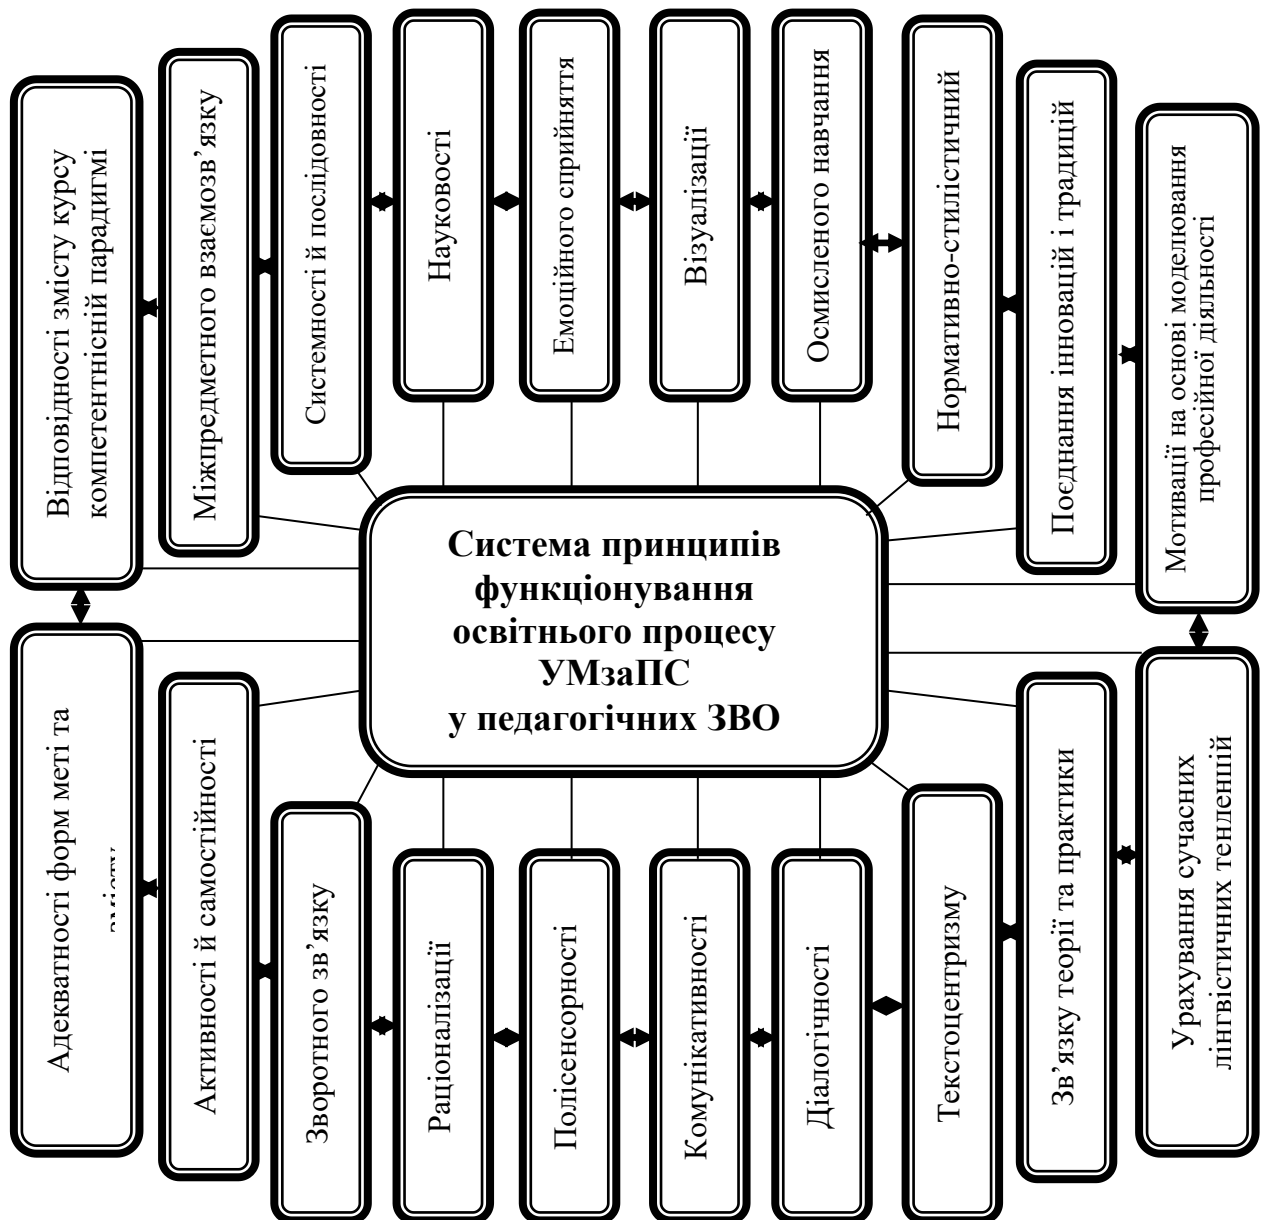 Відповідності змісту курсу
компетентнісній парадигмі
Міжпредметного взаємозв’язку
Системності й послідовності
Науковості
Емоційного сприйняття
Візуалізації
Осмисленого навчання
Нормативно-стилістичний
Поєднання інновацій і традицій
Мотивації на основі моделювання
професійної діяльності
Система принципів
функціонування
освітнього процесу
УМзаПС
у педагогічних ЗВО
Адекватності форм меті та
змісту
Активності й самостійності
Зворотного зв’язку
Раціоналізації
Полісенсорності
Комунікативності
Діалогічності
Текстоцентризму
Зв’язку теорії та практики
Урахування сучасних
лінгвістичних тенденцій